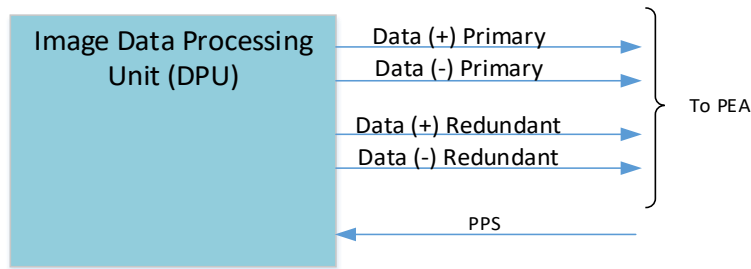 Image Data Processing
Unit (DPU)
Data (+) Primary
Data (-) Primary
Data (+) Redundant
Data (-) Redundant
To PEA
PPS